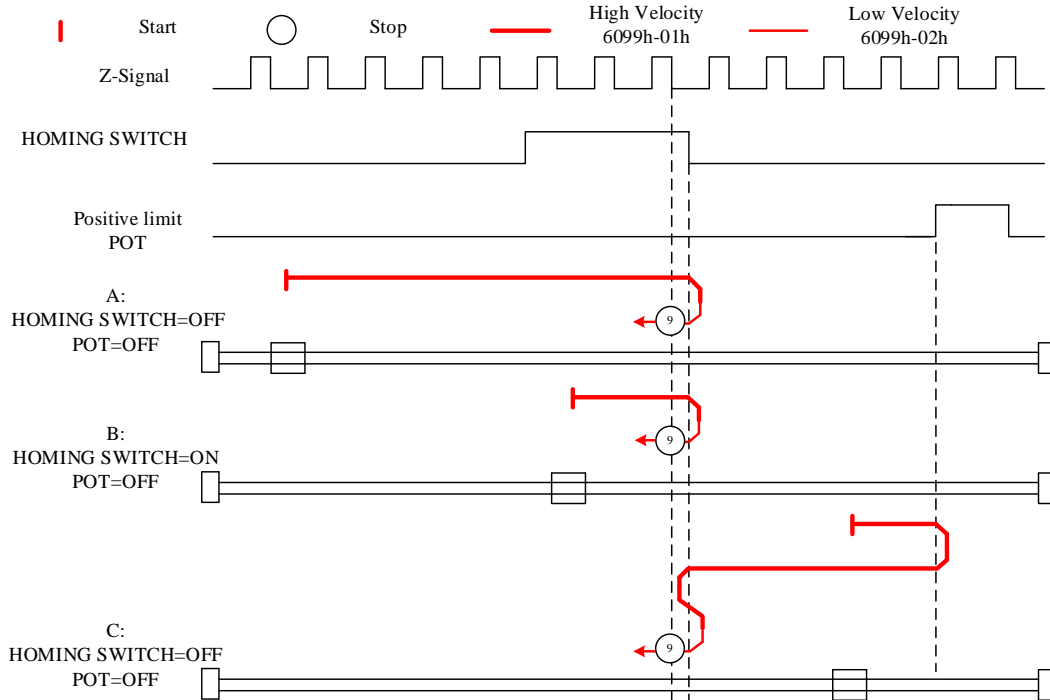 Start
Stop
High Velocity
6099h-01h
Low Velocity
6099h-02h
Z-Signal
HOMING SWITCH
Positive limit
POT
A:
HOMING SWITCH=OFF
POT=OFF
9
B:
HOMING SWITCH=ON
POT=OFF
9
C:
HOMING SWITCH=OFF
POT=OFF
9